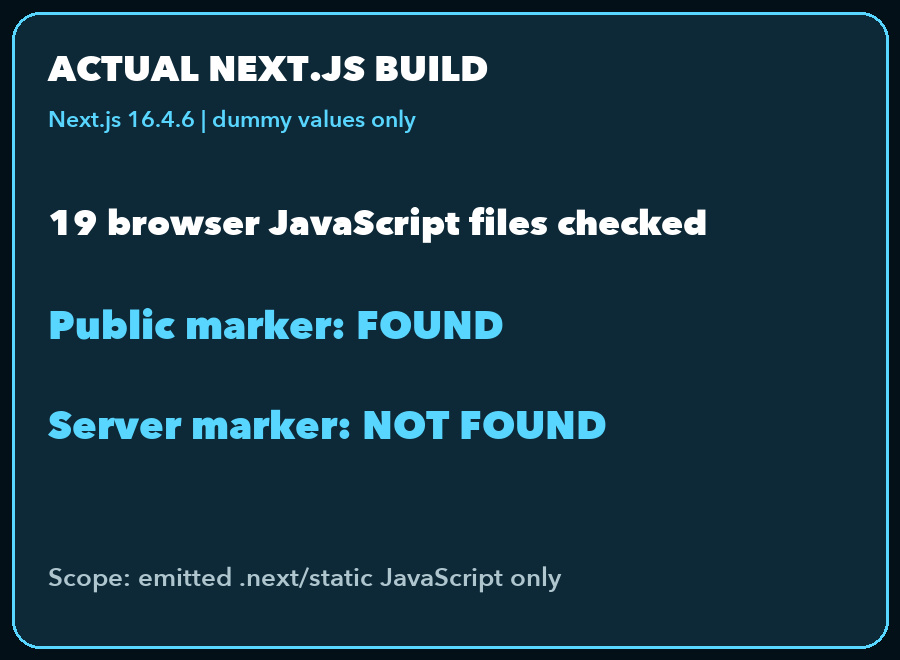 ACTUAL NEXT.JS BUILD
Next.js 16.4.6 | dummy values only
19 browser JavaScript files checked
Public marker: FOUND
Server marker: NOT FOUND
Scope: emitted .next/static JavaScript only